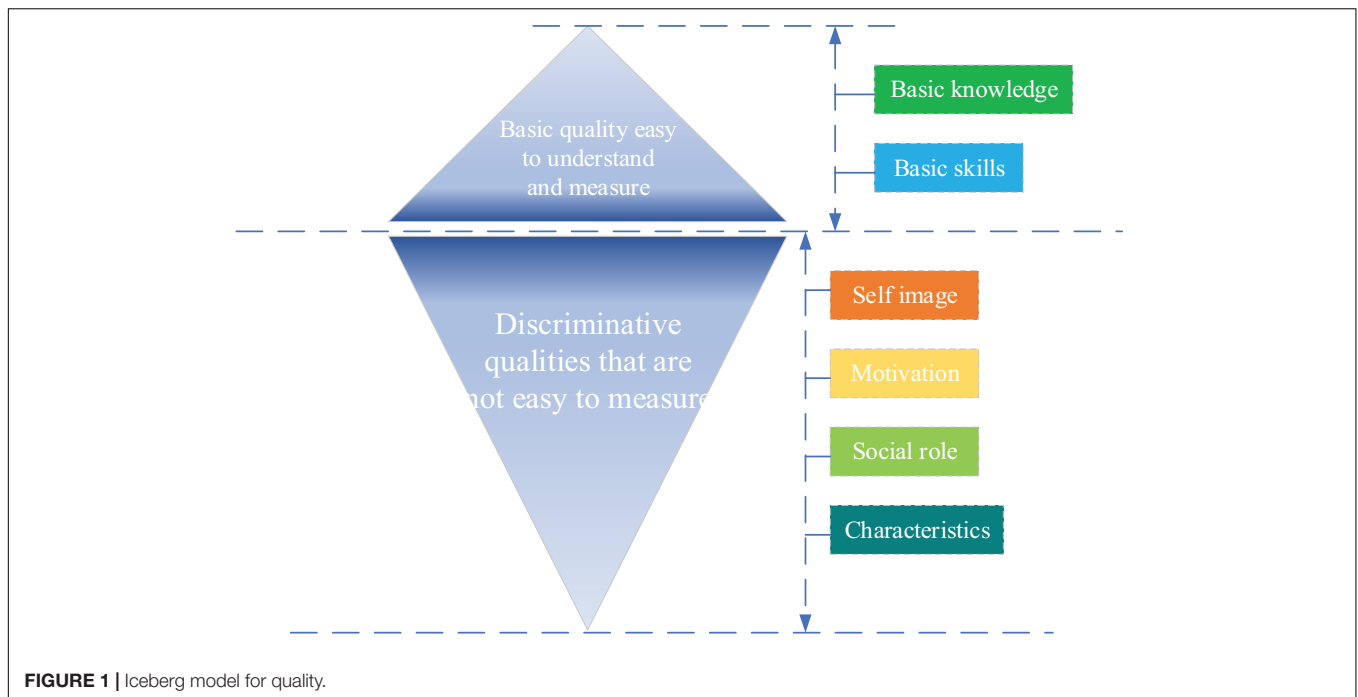 Basic quality easy
to understand
and measure
Basic knowledge
Basic skills
Discriminative
qualities that are
not easy to measure
Self image
Motivation
Social role
Characteristics
FIGURE 1 | Iceberg model for quality.